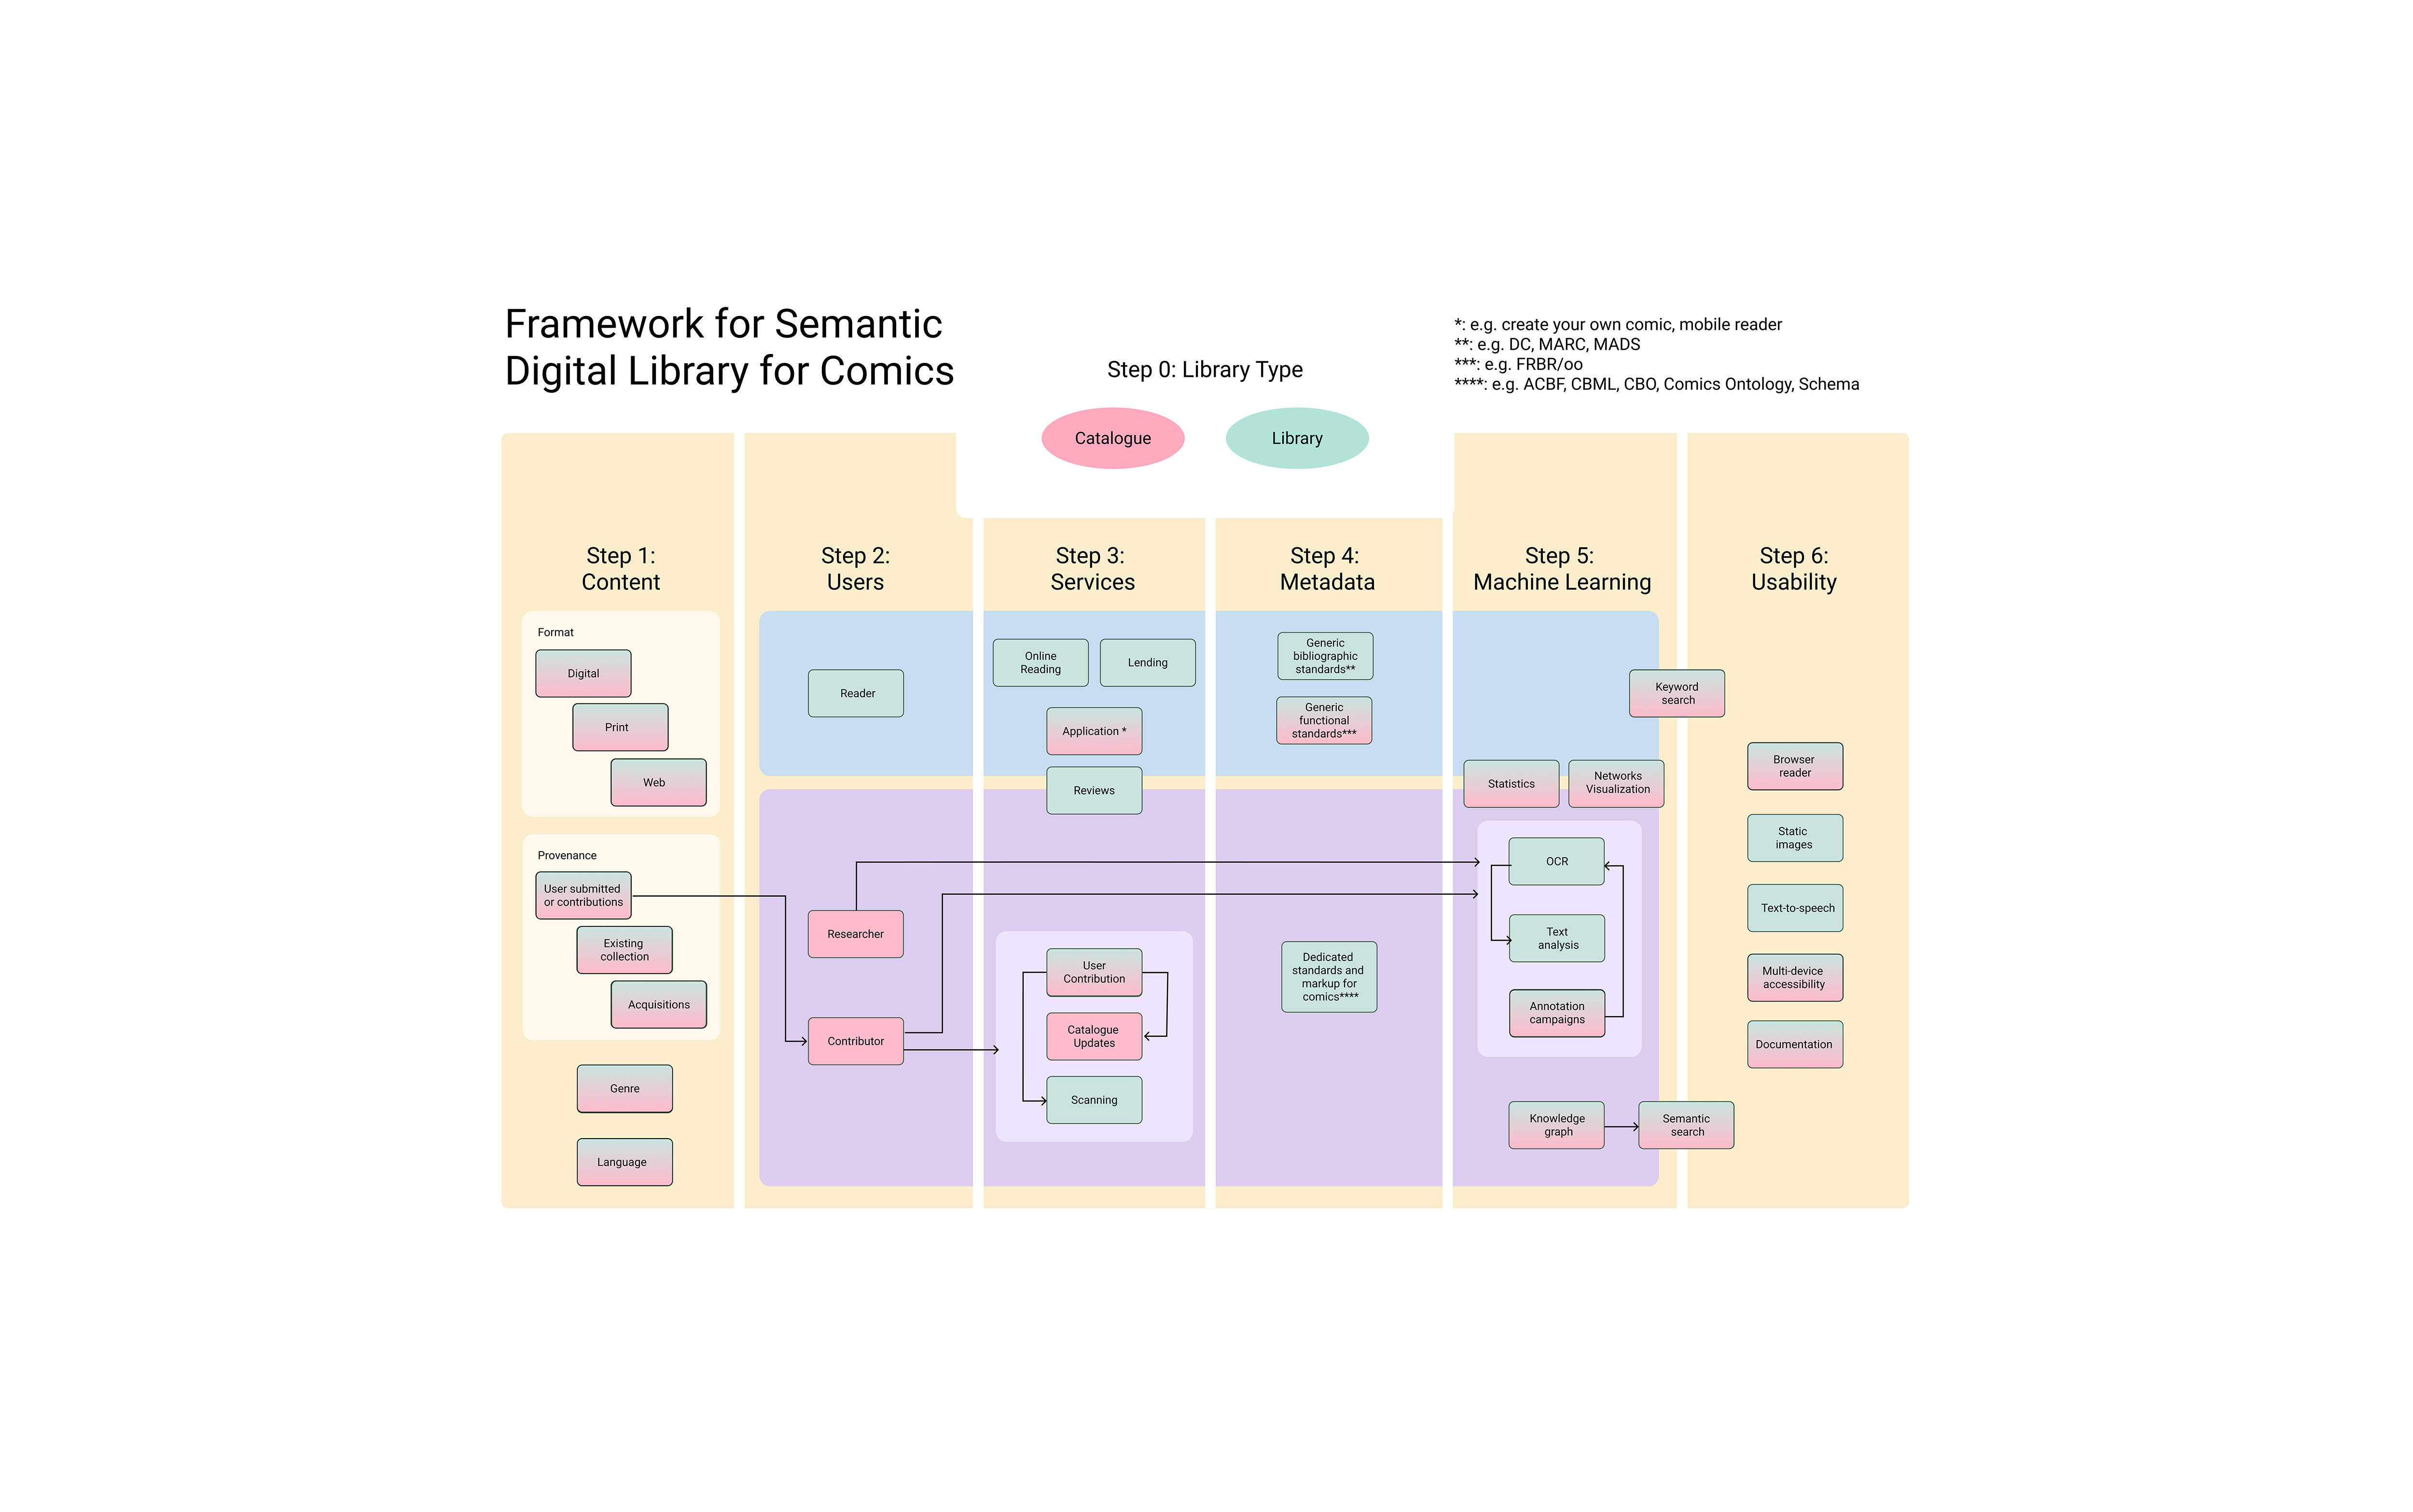 Framework for Semantic
Digital Library for Comics
Step 0: Library Type
Catalogue
Library
*: e.g. create your own comic, mobile reader
**: e.g. DC, MARC, MADS
***: e.g. FRBR/oo
****: e.g. ACBF, CBML, CBO, Comics Ontology, Schema
Step 1:
Content
Format
Digital
Print
Web
Provenance
User submitted
or contributions
Existing
collection
Acquisitions
Genre
Language
Step 2:
Users
Reader
Researcher
Contributor
Step 3:
Services
Online
Reading
Lending
Application *
Reviews
User
Contribution
Catalogue
Updates
Scanning
Step 4:
Metadata
Generic
bibliographic
standards**
Generic
functional
standards***
Dedicated
standards and
markup for
comics****
Step 5:
Machine Learning
Keyword
search
Statistics
Networks
Visualization
OCR
Text
analysis
Annotation
campaigns
Knowledge
graph
Semantic
search
Step 6:
Usability
Browser
reader
Static
images
Text-to-speech
Multi-device
accessibility
Documentation